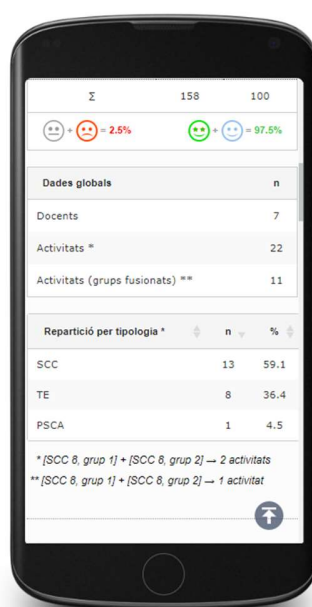 Σ 158 100
+ = 2.5% + = 97.5%
Dades globals n
Docents 7
Activitats * 22
Activitats (grups fusionats) ** 11
Repartició per tipologia * n %
SCC 13 59.1
TE 8 36.4
PSCA 1 4.5
* [SCC 8, grup 1] + [SCC 8, grup 2] → 2 activitats
** [SCC 8, grup 1] + [SCC 8, grup 2] → 1 activitat